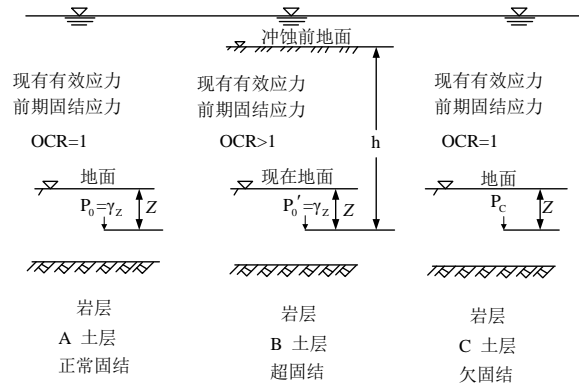 冲蚀前地面
现有有效应力
前期固结应力
OCR=1
现有有效应力
前期固结应力
OCR>1
现有有效应力
前期固结应力
OCR=1
h
地面
P₀=γz
Z
现在地面
P₀′=γz
Z
地面
P_C
Z
岩层
A 土层
正常固结
岩层
B 土层
超固结
岩层
C 土层
欠固结